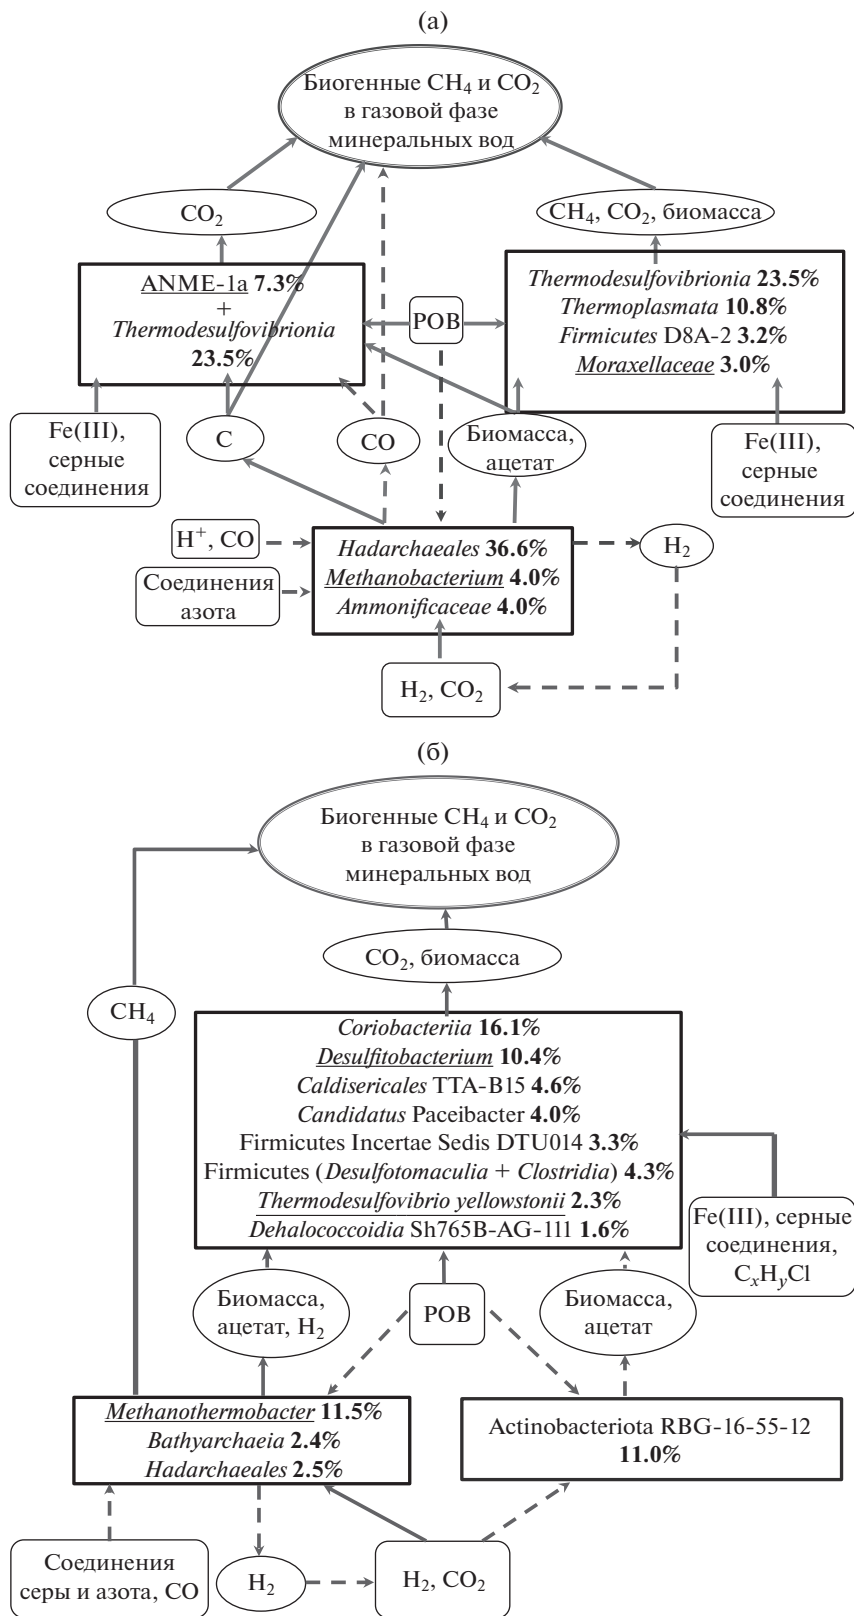 (а)
Биогенные CH₄ и CO₂
в газовой фазе
минеральных вод
CO₂
CH₄, CO₂, биомасса
ANME-1a 7.3%
+
Thermodesulfovibrionia
23.5%
РОВ
Thermodesulfovibrionia 23.5%
Thermoplasmata 10.8%
Firmicutes D8A-2 3.2%
Moraxellaceae 3.0%
Fe(III),
серные
соединения
C
CO
Биомасса,
ацетат
Fe(III),
серные
соединения
H⁺, CO
Соединения
азота
Hadarchaeales 36.6%
Methanobacterium 4.0%
Ammonificaceae 4.0%
H₂
H₂, CO₂
(б)
Биогенные CH₄ и CO₂
в газовой фазе
минеральных вод
CO₂, биомасса
CH₄
Coriobacteriia 16.1%
Desulfitobacterium 10.4%
Caldisericales TTA-B15 4.6%
Candidatus Paceibacter 4.0%
Firmicutes Incertae Sedis DTU014 3.3%
Firmicutes (Desulfotomaculia + Clostridia) 4.3%
Thermodesulfovibrio yellowstonii 2.3%
Dehalococcoidia Sh765B-AG-111 1.6%
Fe(III), серные
соединения,
CₓHᵧCl
Биомасса,
ацетат, H₂
РОВ
Биомасса,
ацетат
Methanothermobacter 11.5%
Bathyarchaeia 2.4%
Hadarchaeales 2.5%
Actinobacteriota RBG-16-55-12
11.0%
Соединения
серы и азота, CO
H₂
H₂, CO₂